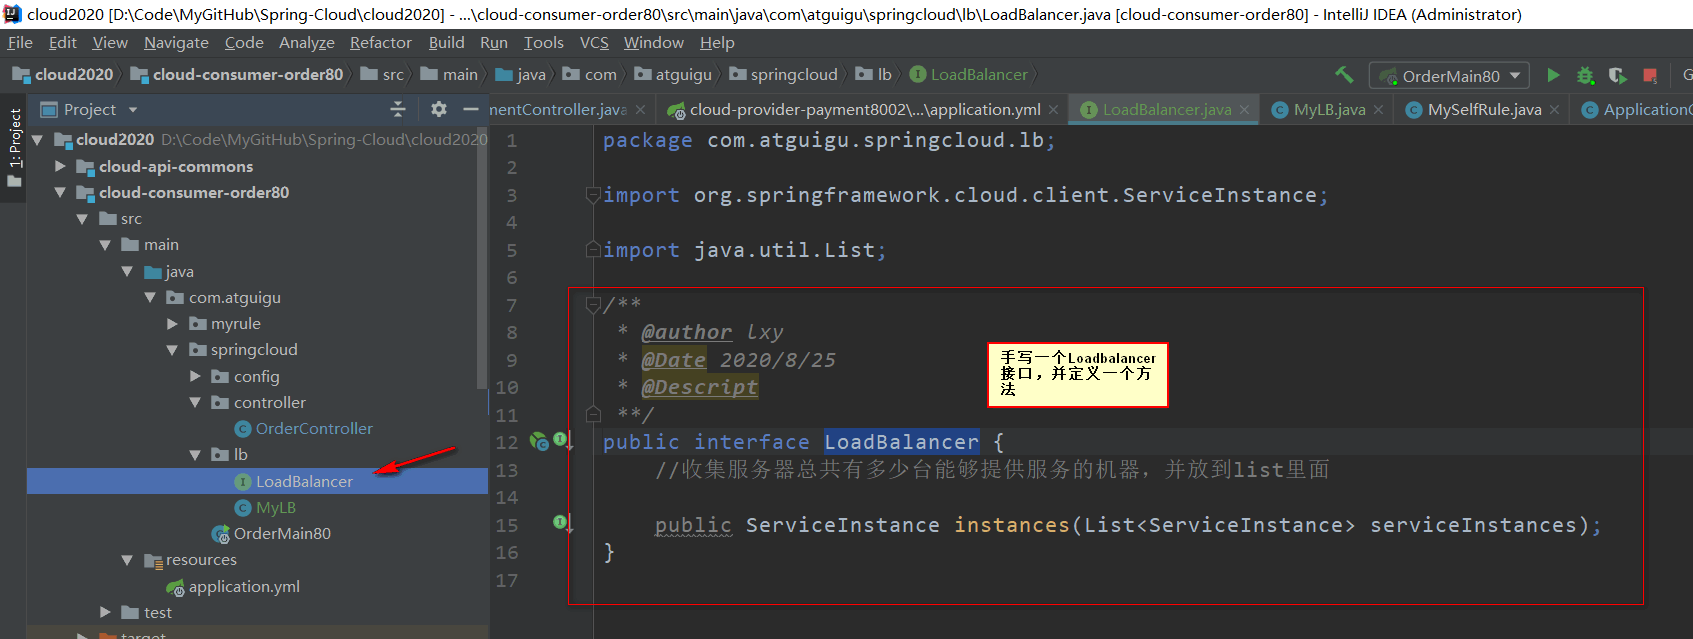 cloud2020 [D:\Code\MyGitHub\Spring-Cloud\cloud2020] - ...\cloud-consumer-order80\src\main\java\com\atguigu\springcloud\lb\LoadBalancer.java [cloud-consumer-order80] - IntelliJ IDEA (Administrator)
File Edit View Navigate Code Analyze Refactor Build Run Tools VCS Window Help
cloud2020 cloud-consumer-order80 src main java com atguigu springcloud lb LoadBalancer OrderMain80 G
1: Project
Project
mentController.java cloud-provider-payment8002\...\application.yml LoadBalancer.java MyLB.java MySelfRule.java ApplicationC
cloud2020 D:\Code\MyGitHub\Spring-Cloud\cloud2020
cloud-api-commons
cloud-consumer-order80
src
main
java
com.atguigu
myrule
springcloud
config
controller
OrderController
lb
LoadBalancer
MyLB
OrderMain80
resources
application.yml
test
target
1 package com.atguigu.springcloud.lb;
2
3 import org.springframework.cloud.client.ServiceInstance;
4
5 import java.util.List;
6
7 /**
8 * @author lxy
9 * @Date 2020/8/25
10 * @Descript
11 **/
12 public interface LoadBalancer {
13 //收集服务器总共有多少台能够提供服务的机器，并放到list里面
14
15 public ServiceInstance instances(List<ServiceInstance> serviceInstances);
16 }
17
手写一个Loadbalancer
接口，并定义一个方
法